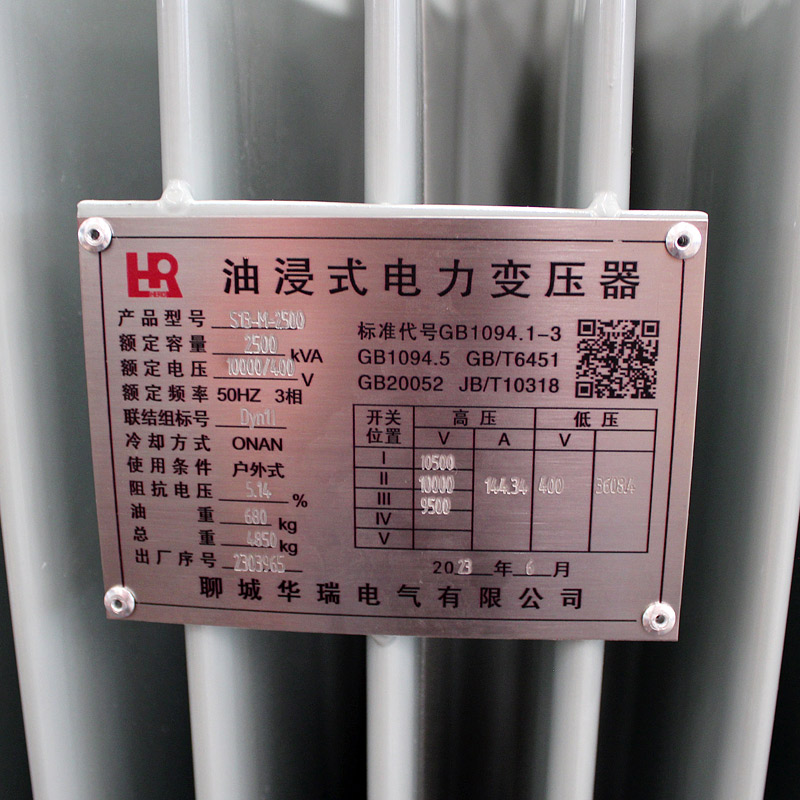 HR
油浸式电力变压器
产品型号 S13-M-2500
额定容量 2500 kVA
额定电压 10000/400 V
额定频率 50HZ 3相
联结组标号 Dyn11
冷却方式 ONAN
使用条件 户外式
阻抗电压 5.14 %
油 重 680 kg
总 重 4850 kg
出厂序号 2303965
标准代号GB1094.1-3
GB1094.5 GB/T6451
GB20052 JB/T10318
开关位置 高压 低压
V A V
I 10500
II 10000 144.34 400 3608.4
III 9500
IV
V
2023 年 6 月
聊城华瑞电气有限公司